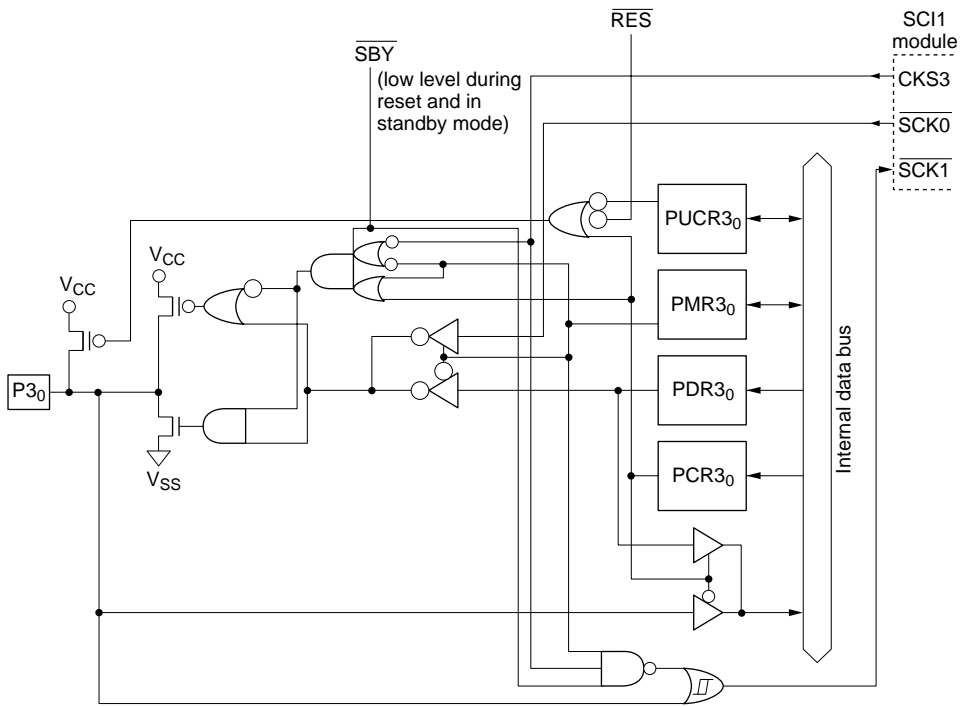 RES
SCI1
module
SBY
(low level during
reset and in
standby mode)
CKS3
SCK0
SCK1
PUCR3₀
VCC
VCC
PMR3₀
P3₀
PDR3₀
VSS
PCR3₀
Internal data bus